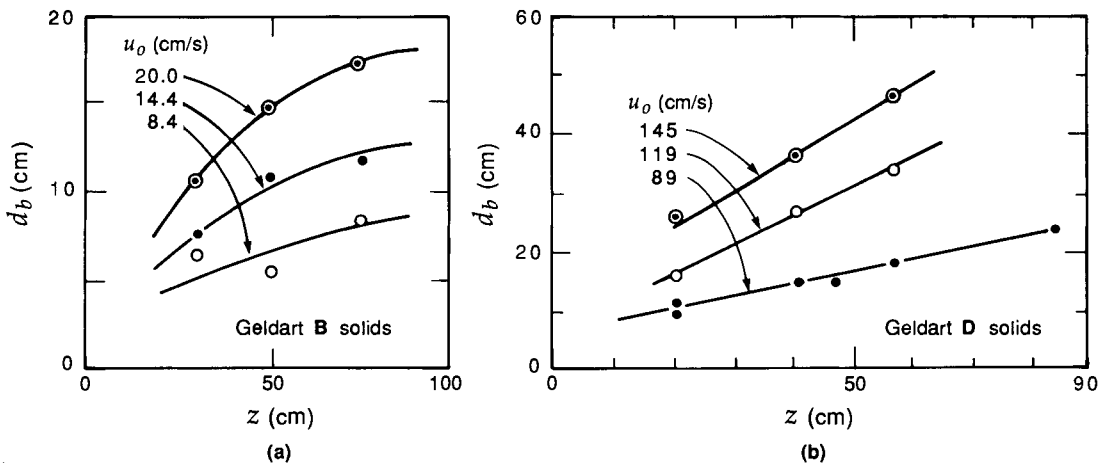 20
u_o (cm/s)
20.0
14.4
8.4
10
d_b (cm)
Geldart B solids
0
0
50
100
z (cm)
(a)
60
u_o (cm/s)
145
119
89
40
d_b (cm)
20
Geldart D solids
0
0
50
90
z (cm)
(b)